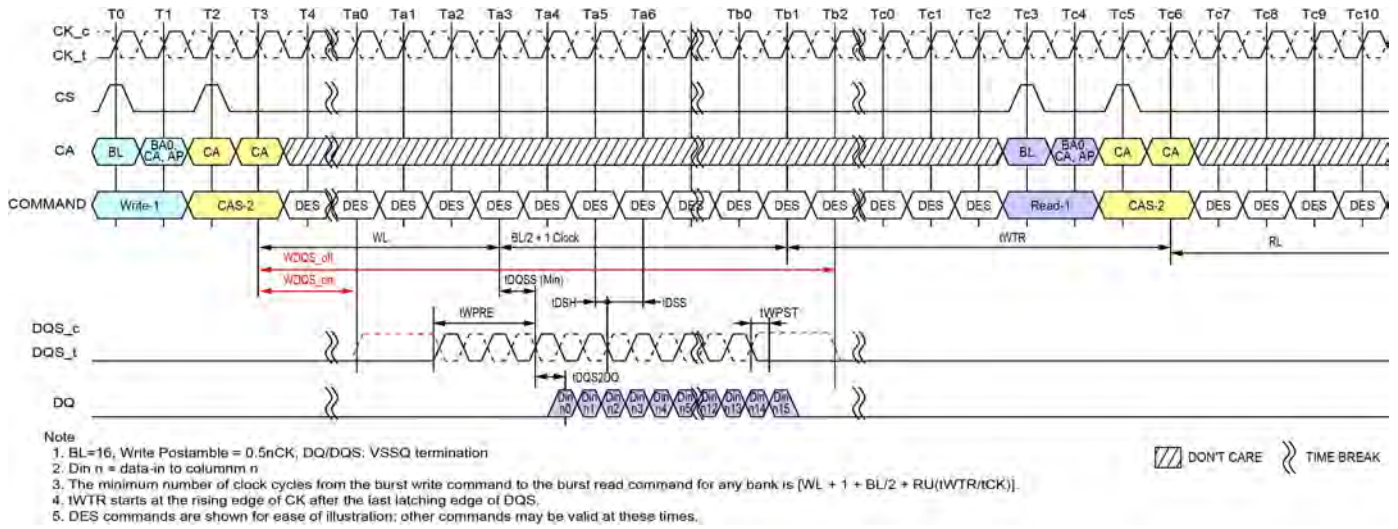 T0 T1 T2 T3 T4 Ta0 Ta1 Ta2 Ta3 Ta4 Ta5 Ta6 Tb0 Tb1 Tb2 Tc0 Tc1 Tc2 Tc3 Tc4 Tc5 Tc6 Tc7 Tc8 Tc9 Tc10
CK_c
CK_t
CS
CA BL BA0, CA, AP CA CA BL BA0, CA, AP CA CA
COMMAND Write-1 CAS-2 DES DES DES DES DES DES DES DES DES DES DES DES DES DES DES Read-1 CAS-2 DES DES DES DES
WL BL/2 + 1 Clock tWTR RL
WDQS_off
WDQS_on tDQSS (Min)
tDSH tDSS
tWPRE tWPST
DQS_c
DQS_t
tDQS2DQ
DQ Din n0 Din n1 Din n2 Din n3 Din n4 Din n5 Din n12 Din n13 Din n14 Din n15
Note
1. BL=16, Write Postamble = 0.5nCK, DQ/DQS: VSSQ termination
2. Din n = data-in to columnm n
3. The minimum number of clock cycles from the burst write command to the burst read command for any bank is [WL + 1 + BL/2 + RU(tWTR/tCK)].
4. tWTR starts at the rising edge of CK after the last latching edge of DQS.
5. DES commands are shown for ease of illustration; other commands may be valid at these times.
DON'T CARE TIME BREAK